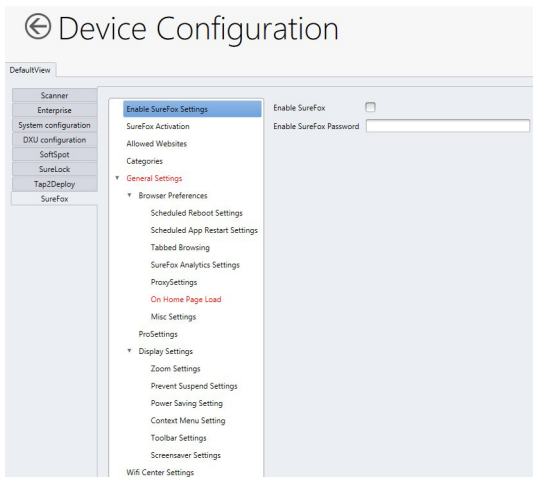 Device Configuration
DefaultView
Scanner
Enterprise
System configuration
DXU configuration
SoftSpot
SureLock
Tap2Deploy
SureFox
Enable SureFox Settings
SureFox Activation
Allowed Websites
Categories
General Settings
Browser Preferences
Scheduled Reboot Settings
Scheduled App Restart Settings
Tabbed Browsing
SureFox Analytics Settings
ProxySettings
On Home Page Load
Misc Settings
ProSettings
Display Settings
Zoom Settings
Prevent Suspend Settings
Power Saving Setting
Context Menu Setting
Toolbar Settings
Screensaver Settings
Wifi Center Settings
Enable SureFox
Enable SureFox Password